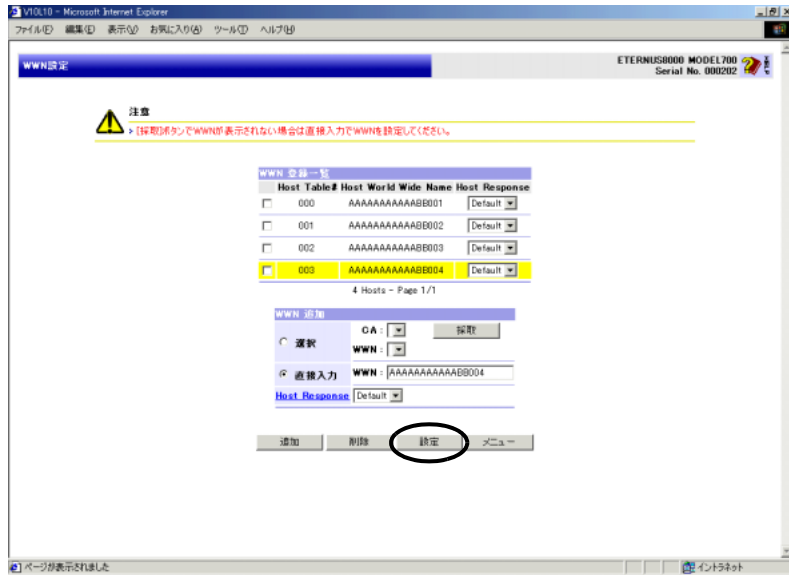 V10L10 - Microsoft Internet Explorer
ファイル(F) 編集(E) 表示(V) お気に入り(A) ツール(T) ヘルプ(H)
WWN設定
ETERNUS8000 MODEL700
Serial No. 000202
注意
[採取]ボタンでWWNが表示されない場合は直接入力でWWNを設定してください。
WWN 登録一覧
Host Table# Host World Wide Name Host Response
000 AAAAAAAAAAABB001 Default
001 AAAAAAAAAAABB002 Default
002 AAAAAAAAAAABB003 Default
003 AAAAAAAAAAABB004 Default
4 Hosts - Page 1/1
WWN 追加
選択 CA : 採取
WWN :
直接入力 WWN : AAAAAAAAAAABB004
Host Response Default
追加 削除 設定 メニュー
ページが表示されました イントラネット